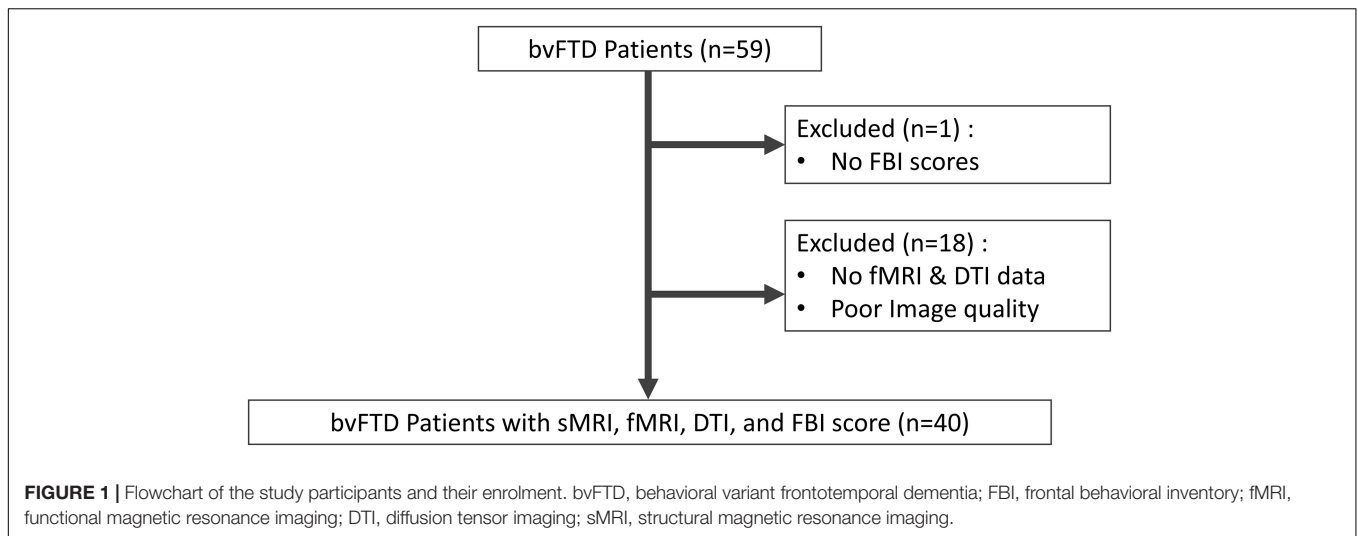 bvFTD Patients (n=59)
Excluded (n=1) :
• No FBI scores
Excluded (n=18) :
• No fMRI & DTI data
• Poor Image quality
bvFTD Patients with sMRI, fMRI, DTI, and FBI score (n=40)
FIGURE 1 | Flowchart of the study participants and their enrolment. bvFTD, behavioral variant frontotemporal dementia; FBI, frontal behavioral inventory; fMRI,
functional magnetic resonance imaging; DTI, diffusion tensor imaging; sMRI, structural magnetic resonance imaging.